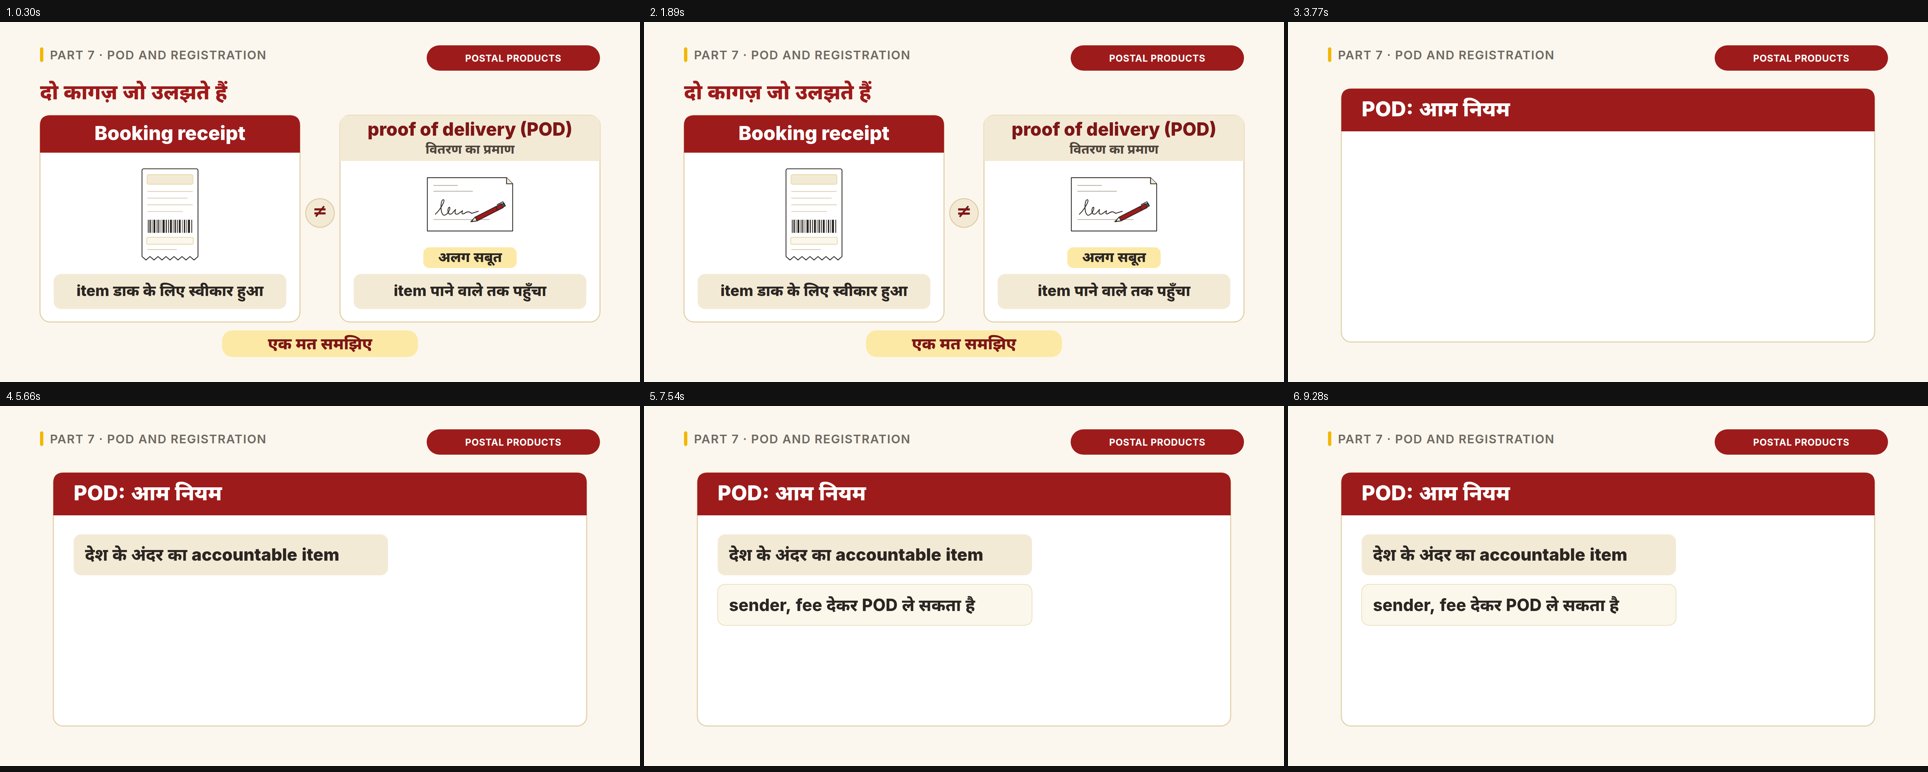 1. 0.30s
PART 7 · POD AND REGISTRATION
POSTAL PRODUCTS
दो कागज़ जो उलझते हैं
Booking receipt
proof of delivery (POD)
वितरण का प्रमाण
≠
अलग सबूत
item डाक के लिए स्वीकार हुआ
item पाने वाले तक पहुँचा
एक मत समझिए
2. 1.89s
PART 7 · POD AND REGISTRATION
POSTAL PRODUCTS
दो कागज़ जो उलझते हैं
Booking receipt
proof of delivery (POD)
वितरण का प्रमाण
≠
अलग सबूत
item डाक के लिए स्वीकार हुआ
item पाने वाले तक पहुँचा
एक मत समझिए
3. 3.77s
PART 7 · POD AND REGISTRATION
POSTAL PRODUCTS
POD: आम नियम
4. 5.66s
PART 7 · POD AND REGISTRATION
POSTAL PRODUCTS
POD: आम नियम
देश के अंदर का accountable item
5. 7.54s
PART 7 · POD AND REGISTRATION
POSTAL PRODUCTS
POD: आम नियम
देश के अंदर का accountable item
sender, fee देकर POD ले सकता है
6. 9.28s
PART 7 · POD AND REGISTRATION
POSTAL PRODUCTS
POD: आम नियम
देश के अंदर का accountable item
sender, fee देकर POD ले सकता है